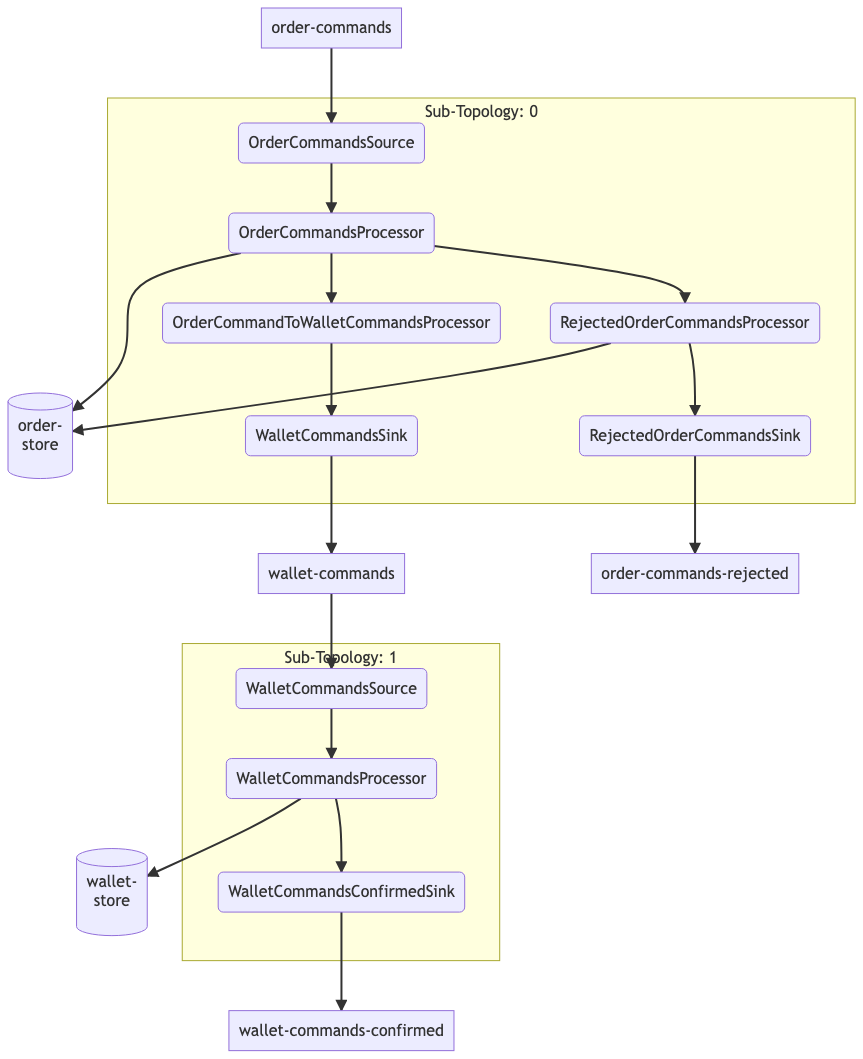 order-commands
Sub-Topology: 0
OrderCommandsSource
OrderCommandsProcessor
OrderCommandToWalletCommandsProcessor
RejectedOrderCommandsProcessor
order-
store
WalletCommandsSink
RejectedOrderCommandsSink
wallet-commands
order-commands-rejected
Sub-Topology: 1
WalletCommandsSource
WalletCommandsProcessor
wallet-
store
WalletCommandsConfirmedSink
wallet-commands-confirmed